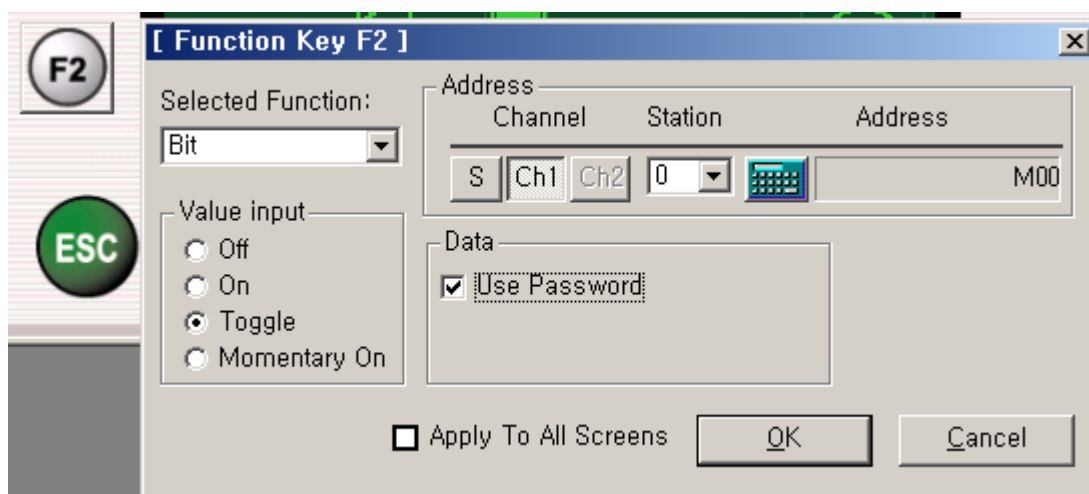 [ Function Key F2 ]
F2
Selected Function:
Bit
Address
Channel Station Address
S Ch1 Ch2 0 M00
Value input
Off
On
Toggle
Momentary On
ESC
Data
Use Password
Apply To All Screens
OK Cancel